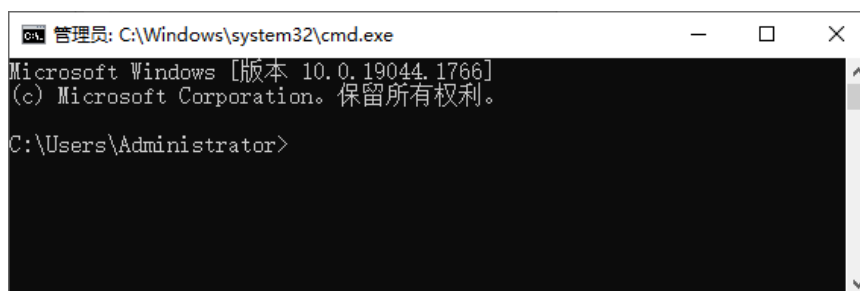 管理员: C:\Windows\system32\cmd.exe
Microsoft Windows [版本 10.0.19044.1766]
(c) Microsoft Corporation。保留所有权利。
C:\Users\Administrator>